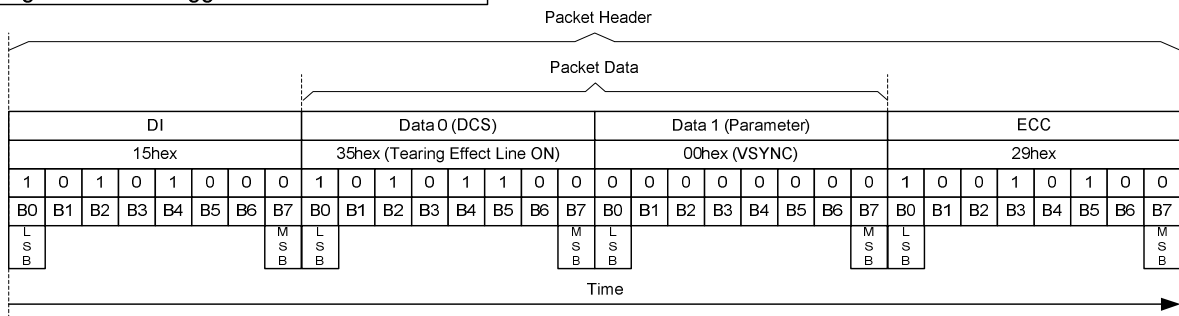 Packet Header
Packet Data
DI Data 0 (DCS) Data 1 (Parameter) ECC
15hex 35hex (Tearing Effect Line ON) 00hex (VSYNC) 29hex
1 0 1 0 1 0 0 0 1 0 1 0 1 1 0 0 0 0 0 0 0 0 0 0 1 0 0 1 0 1 0 0
B0 B1 B2 B3 B4 B5 B6 B7 B0 B1 B2 B3 B4 B5 B6 B7 B0 B1 B2 B3 B4 B5 B6 B7 B0 B1 B2 B3 B4 B5 B6 B7
LSB MSB LSB MSB LSB MSB LSB MSB
Time